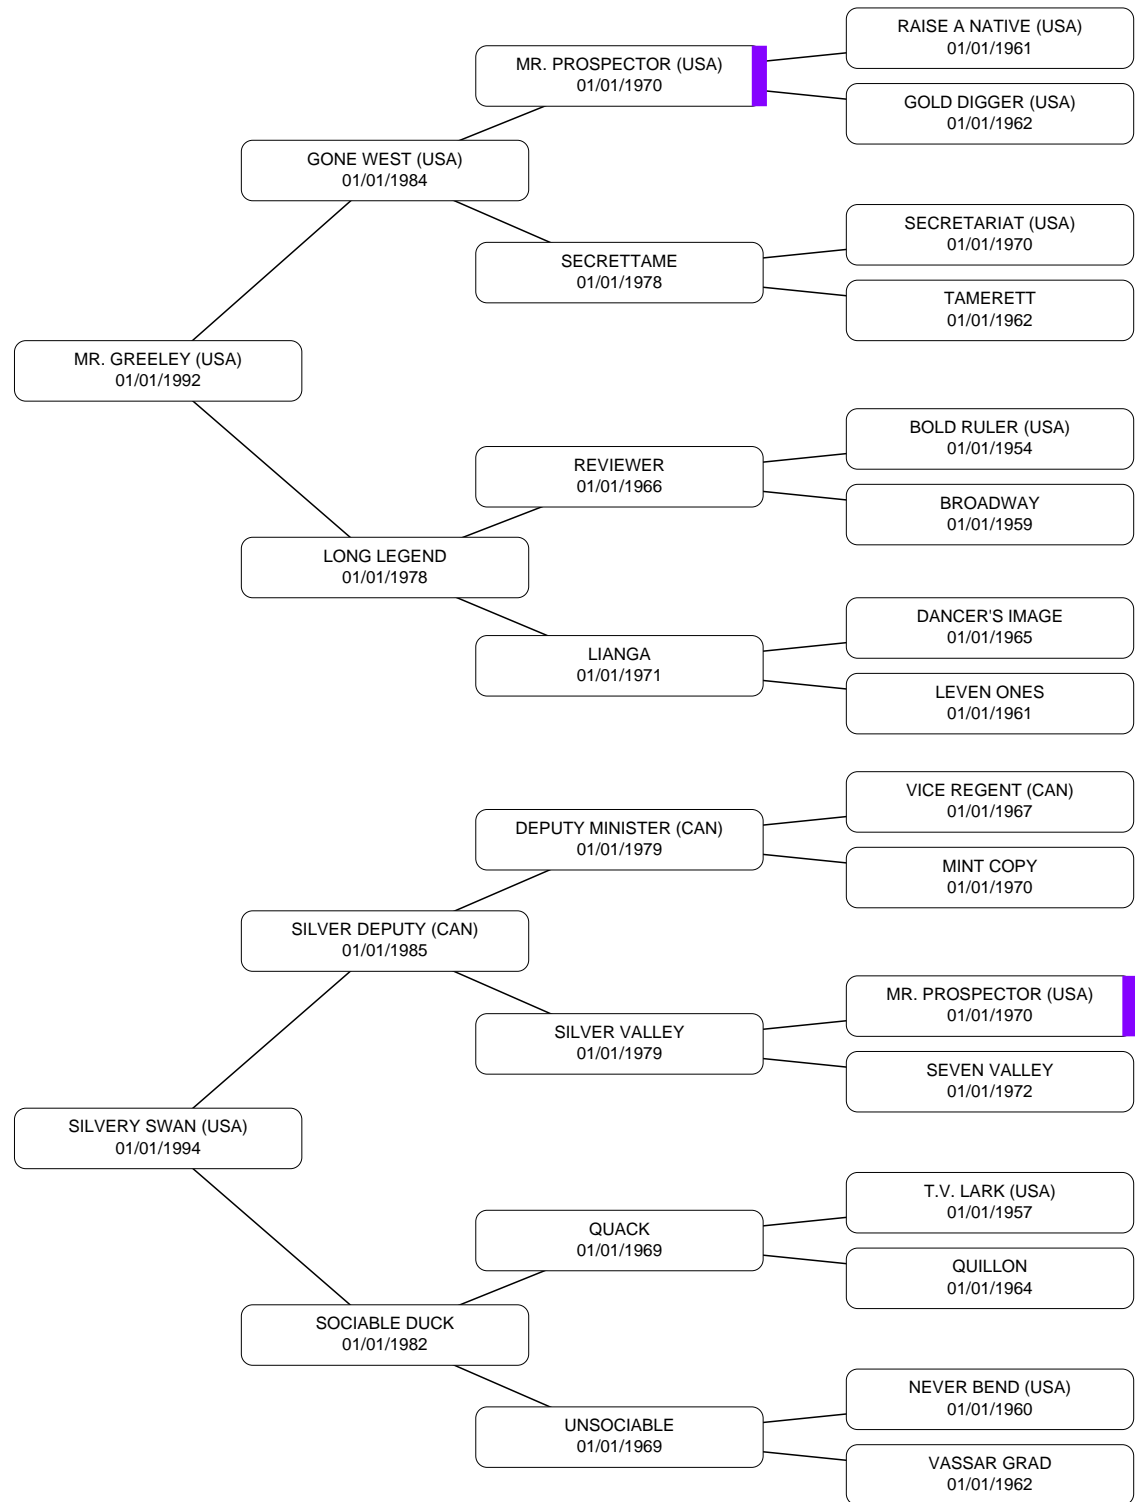 RAISE A NATIVE (USA)
01/01/1961
MR. PROSPECTOR (USA)
01/01/1970
GOLD DIGGER (USA)
01/01/1962
GONE WEST (USA)
01/01/1984
SECRETARIAT (USA)
01/01/1970
SECRETTAME
01/01/1978
TAMERETT
01/01/1962
MR. GREELEY (USA)
01/01/1992
BOLD RULER (USA)
01/01/1954
REVIEWER
01/01/1966
BROADWAY
01/01/1959
LONG LEGEND
01/01/1978
DANCER'S IMAGE
01/01/1965
LIANGA
01/01/1971
LEVEN ONES
01/01/1961
VICE REGENT (CAN)
01/01/1967
DEPUTY MINISTER (CAN)
01/01/1979
MINT COPY
01/01/1970
SILVER DEPUTY (CAN)
01/01/1985
MR. PROSPECTOR (USA)
01/01/1970
SILVER VALLEY
01/01/1979
SEVEN VALLEY
01/01/1972
SILVERY SWAN (USA)
01/01/1994
T.V. LARK (USA)
01/01/1957
QUACK
01/01/1969
QUILLON
01/01/1964
SOCIABLE DUCK
01/01/1982
NEVER BEND (USA)
01/01/1960
UNSOCIABLE
01/01/1969
VASSAR GRAD
01/01/1962